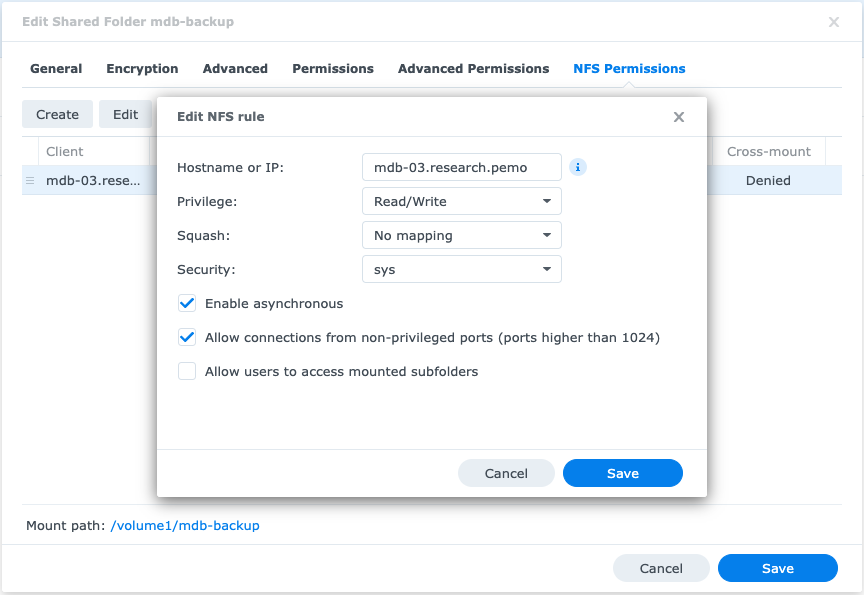 Edit Shared Folder mdb-backup
General Encryption Advanced Permissions Advanced Permissions NFS Permissions
Create Edit
Client Cross-mount
mdb-03.rese... Denied
Edit NFS rule
Hostname or IP: mdb-03.research.pemo
Privilege: Read/Write
Squash: No mapping
Security: sys
Enable asynchronous
Allow connections from non-privileged ports (ports higher than 1024)
Allow users to access mounted subfolders
Cancel Save
Mount path: /volume1/mdb-backup
Cancel Save